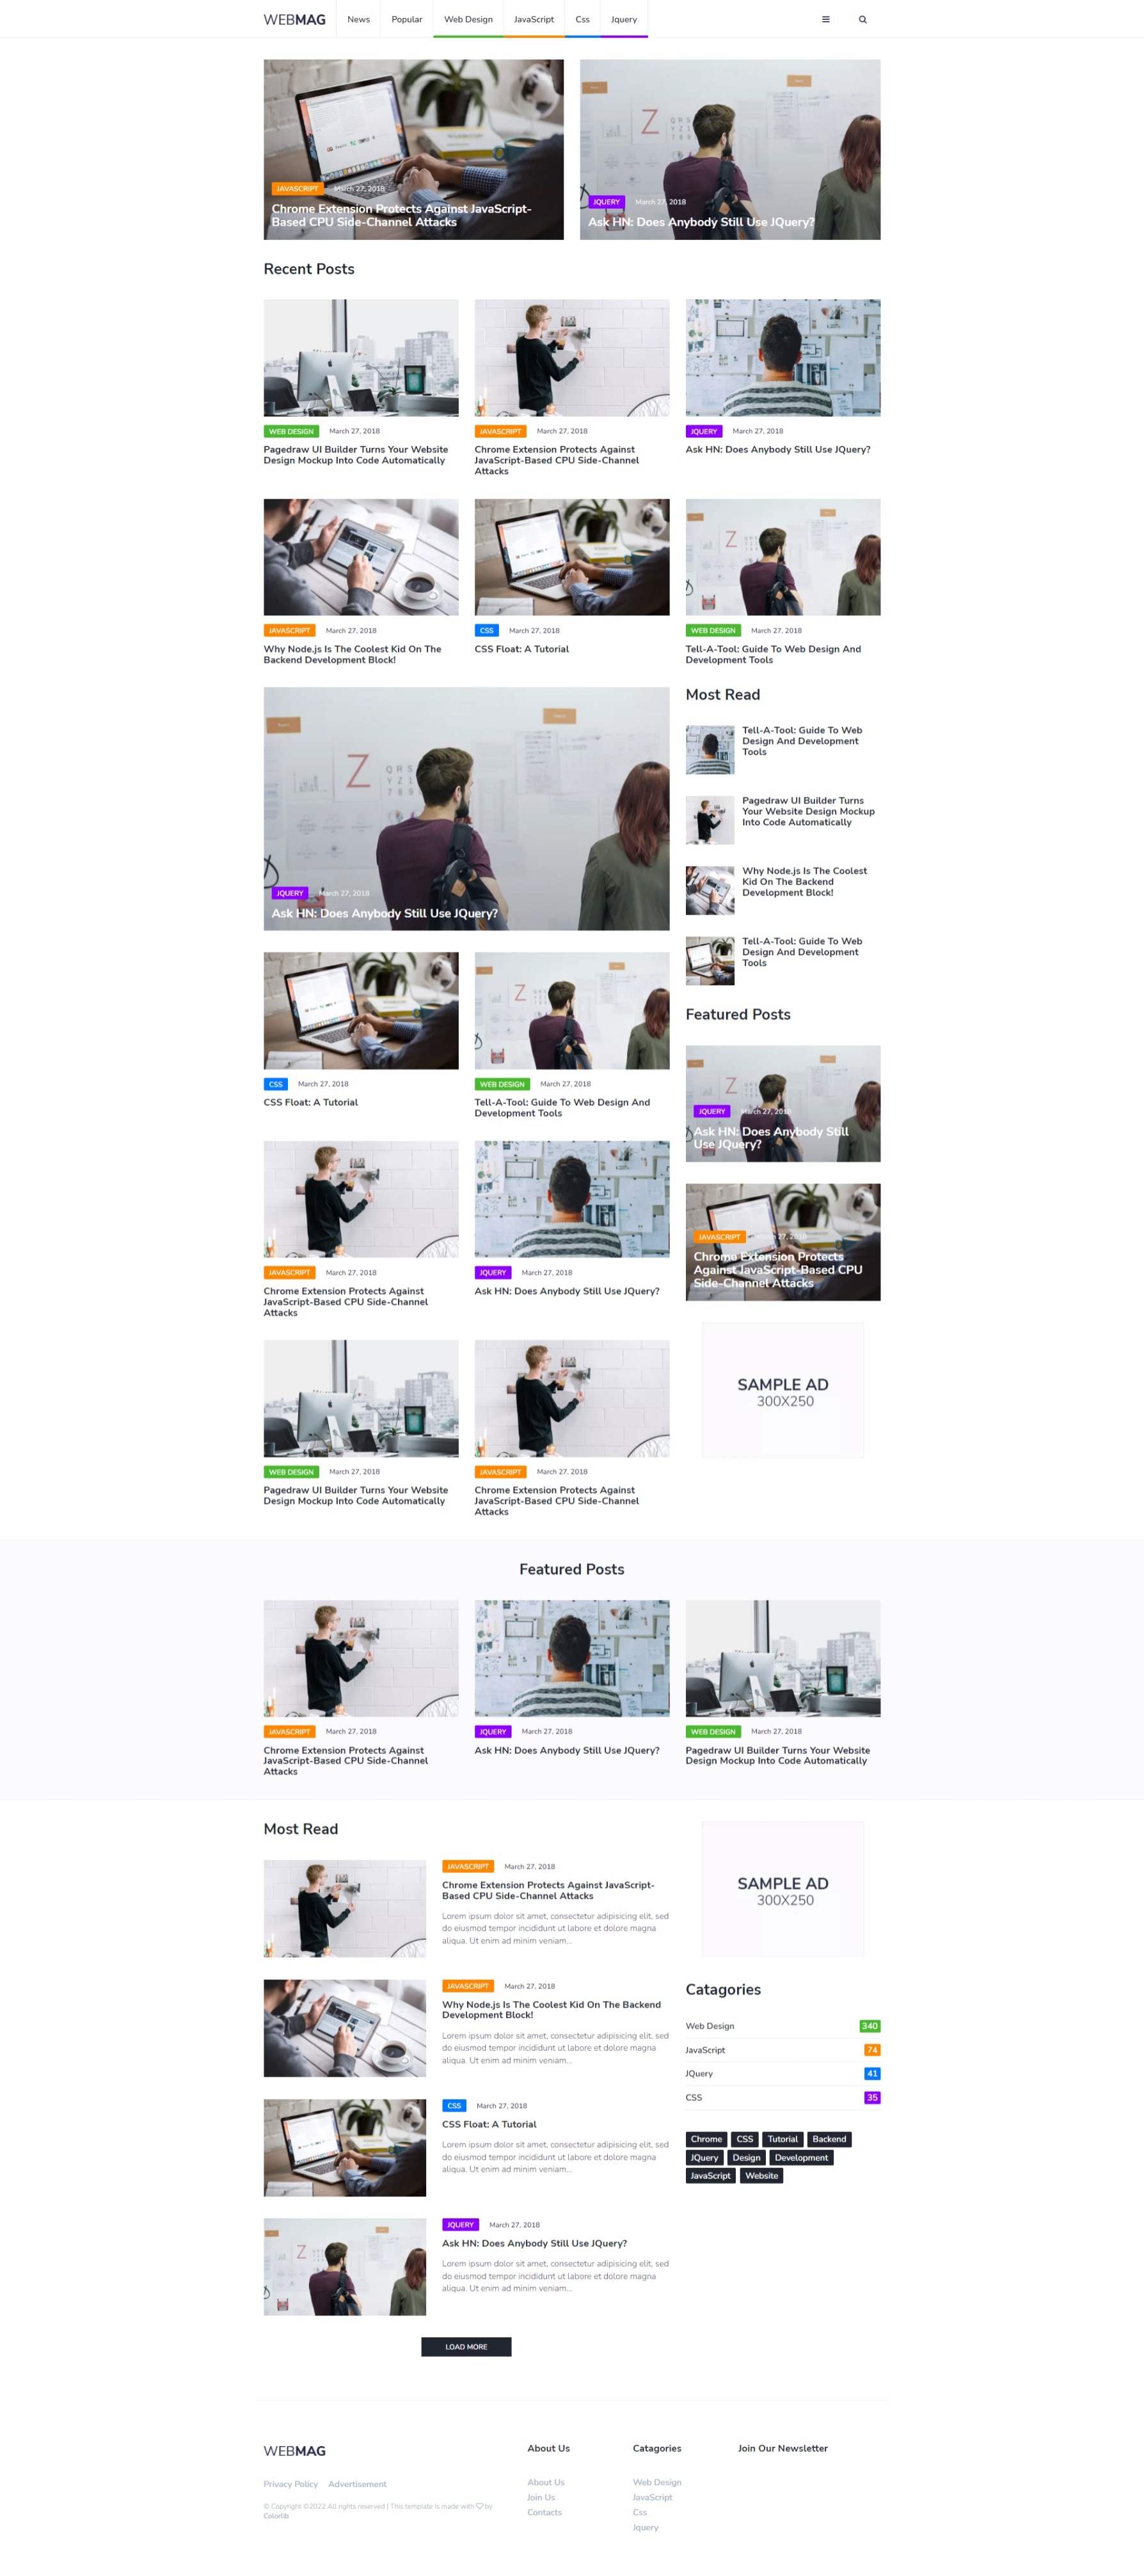 WEBMAG
News
Popular
Web Design
JavaScript
Css
Jquery
JAVASCRIPT March 27, 2018
Chrome Extension Protects Against JavaScript-
Based CPU Side-Channel Attacks
JQUERY March 27, 2018
Ask HN: Does Anybody Still Use JQuery?
Recent Posts
WEB DESIGN March 27, 2018
Pagedraw UI Builder Turns Your Website
Design Mockup Into Code Automatically
JAVASCRIPT March 27, 2018
Chrome Extension Protects Against
JavaScript-Based CPU Side-Channel
Attacks
JQUERY March 27, 2018
Ask HN: Does Anybody Still Use JQuery?
JAVASCRIPT March 27, 2018
Why Node.js Is The Coolest Kid On The
Backend Development Block!
CSS March 27, 2018
CSS Float: A Tutorial
WEB DESIGN March 27, 2018
Tell-A-Tool: Guide To Web Design And
Development Tools
JQUERY March 27, 2018
Ask HN: Does Anybody Still Use JQuery?
CSS March 27, 2018
CSS Float: A Tutorial
WEB DESIGN March 27, 2018
Tell-A-Tool: Guide To Web Design And
Development Tools
JAVASCRIPT March 27, 2018
Chrome Extension Protects Against
JavaScript-Based CPU Side-Channel
Attacks
JQUERY March 27, 2018
Ask HN: Does Anybody Still Use JQuery?
WEB DESIGN March 27, 2018
Pagedraw UI Builder Turns Your Website
Design Mockup Into Code Automatically
JAVASCRIPT March 27, 2018
Chrome Extension Protects Against
JavaScript-Based CPU Side-Channel
Attacks
Most Read
Tell-A-Tool: Guide To Web
Design And Development
Tools
Pagedraw UI Builder Turns
Your Website Design Mockup
Into Code Automatically
Why Node.js Is The Coolest
Kid On The Backend
Development Block!
Tell-A-Tool: Guide To Web
Design And Development
Tools
Featured Posts
JQUERY March 27, 2018
Ask HN: Does Anybody Still
Use JQuery?
JAVASCRIPT March 27, 2018
Chrome Extension Protects
Against JavaScript-Based CPU
Side-Channel Attacks
SAMPLE AD
300X250
Featured Posts
JAVASCRIPT March 27, 2018
Chrome Extension Protects Against
JavaScript-Based CPU Side-Channel
Attacks
JQUERY March 27, 2018
Ask HN: Does Anybody Still Use JQuery?
WEB DESIGN March 27, 2018
Pagedraw UI Builder Turns Your Website
Design Mockup Into Code Automatically
Most Read
JAVASCRIPT March 27, 2018
Chrome Extension Protects Against JavaScript-
Based CPU Side-Channel Attacks
Lorem ipsum dolor sit amet, consectetur adipisicing elit, sed
do eiusmod tempor incididunt ut labore et dolore magna
aliqua. Ut enim ad minim veniam...
JAVASCRIPT March 27, 2018
Why Node.js Is The Coolest Kid On The Backend
Development Block!
Lorem ipsum dolor sit amet, consectetur adipisicing elit, sed
do eiusmod tempor incididunt ut labore et dolore magna
aliqua. Ut enim ad minim veniam...
CSS March 27, 2018
CSS Float: A Tutorial
Lorem ipsum dolor sit amet, consectetur adipisicing elit, sed
do eiusmod tempor incididunt ut labore et dolore magna
aliqua. Ut enim ad minim veniam...
JQUERY March 27, 2018
Ask HN: Does Anybody Still Use JQuery?
Lorem ipsum dolor sit amet, consectetur adipisicing elit, sed
do eiusmod tempor incididunt ut labore et dolore magna
aliqua. Ut enim ad minim veniam...
LOAD MORE
SAMPLE AD
300X250
Catagories
Web Design 340
JavaScript 74
JQuery 41
CSS 35
Chrome CSS Tutorial Backend
JQuery Design Development
JavaScript Website
WEBMAG
Privacy Policy Advertisement
© Copyright ©2022 All rights reserved | This template is made with ♡ by
Colorlib
About Us
About Us
Join Us
Contacts
Catagories
Web Design
JavaScript
Css
Jquery
Join Our Newsletter